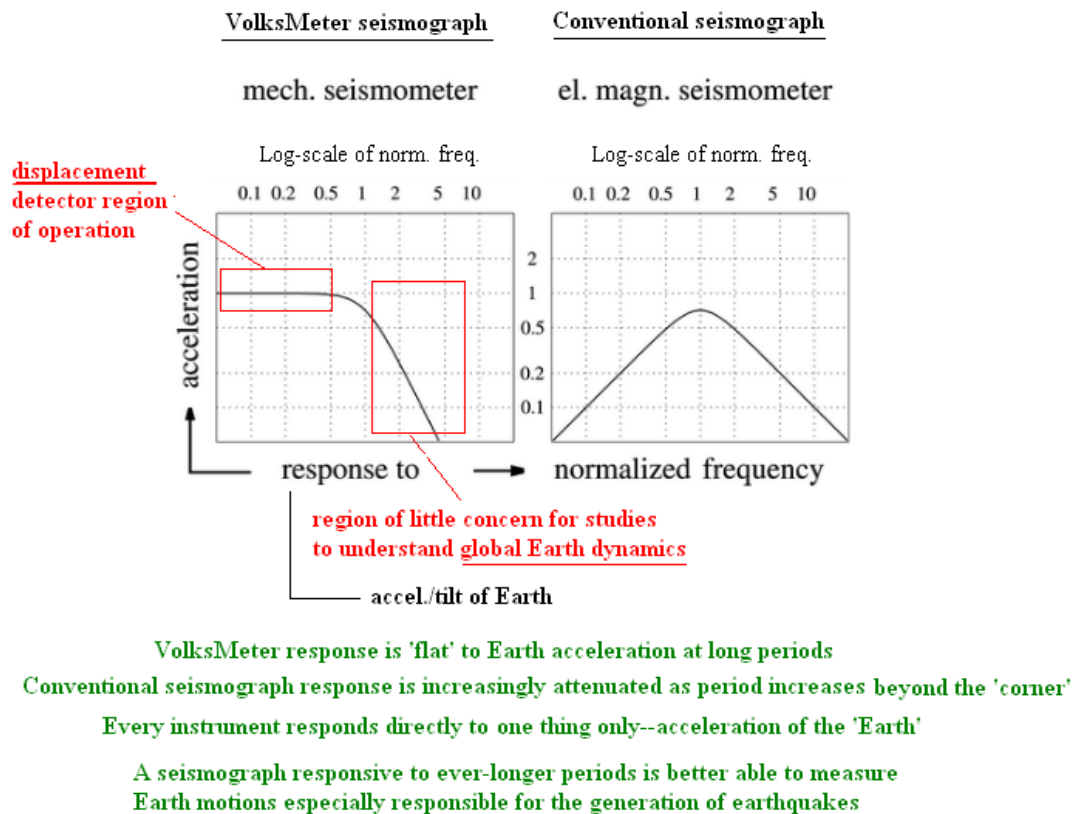 VolksMeter seismograph
Conventional seismograph
mech. seismometer
el. magn. seismometer
Log-scale of norm. freq.
Log-scale of norm. freq.
displacement
detector region
of operation
0.1 0.2 0.5 1 2 5 10
0.1 0.2 0.5 1 2 5 10
acceleration
2
1
0.5
0.2
0.1
response to
normalized frequency
region of little concern for studies
to understand global Earth dynamics
accel./tilt of Earth
VolksMeter response is 'flat' to Earth acceleration at long periods
Conventional seismograph response is increasingly attenuated as period increases beyond the 'corner'
Every instrument responds directly to one thing only--acceleration of the 'Earth'
A seismograph responsive to ever-longer periods is better able to measure
Earth motions especially responsible for the generation of earthquakes